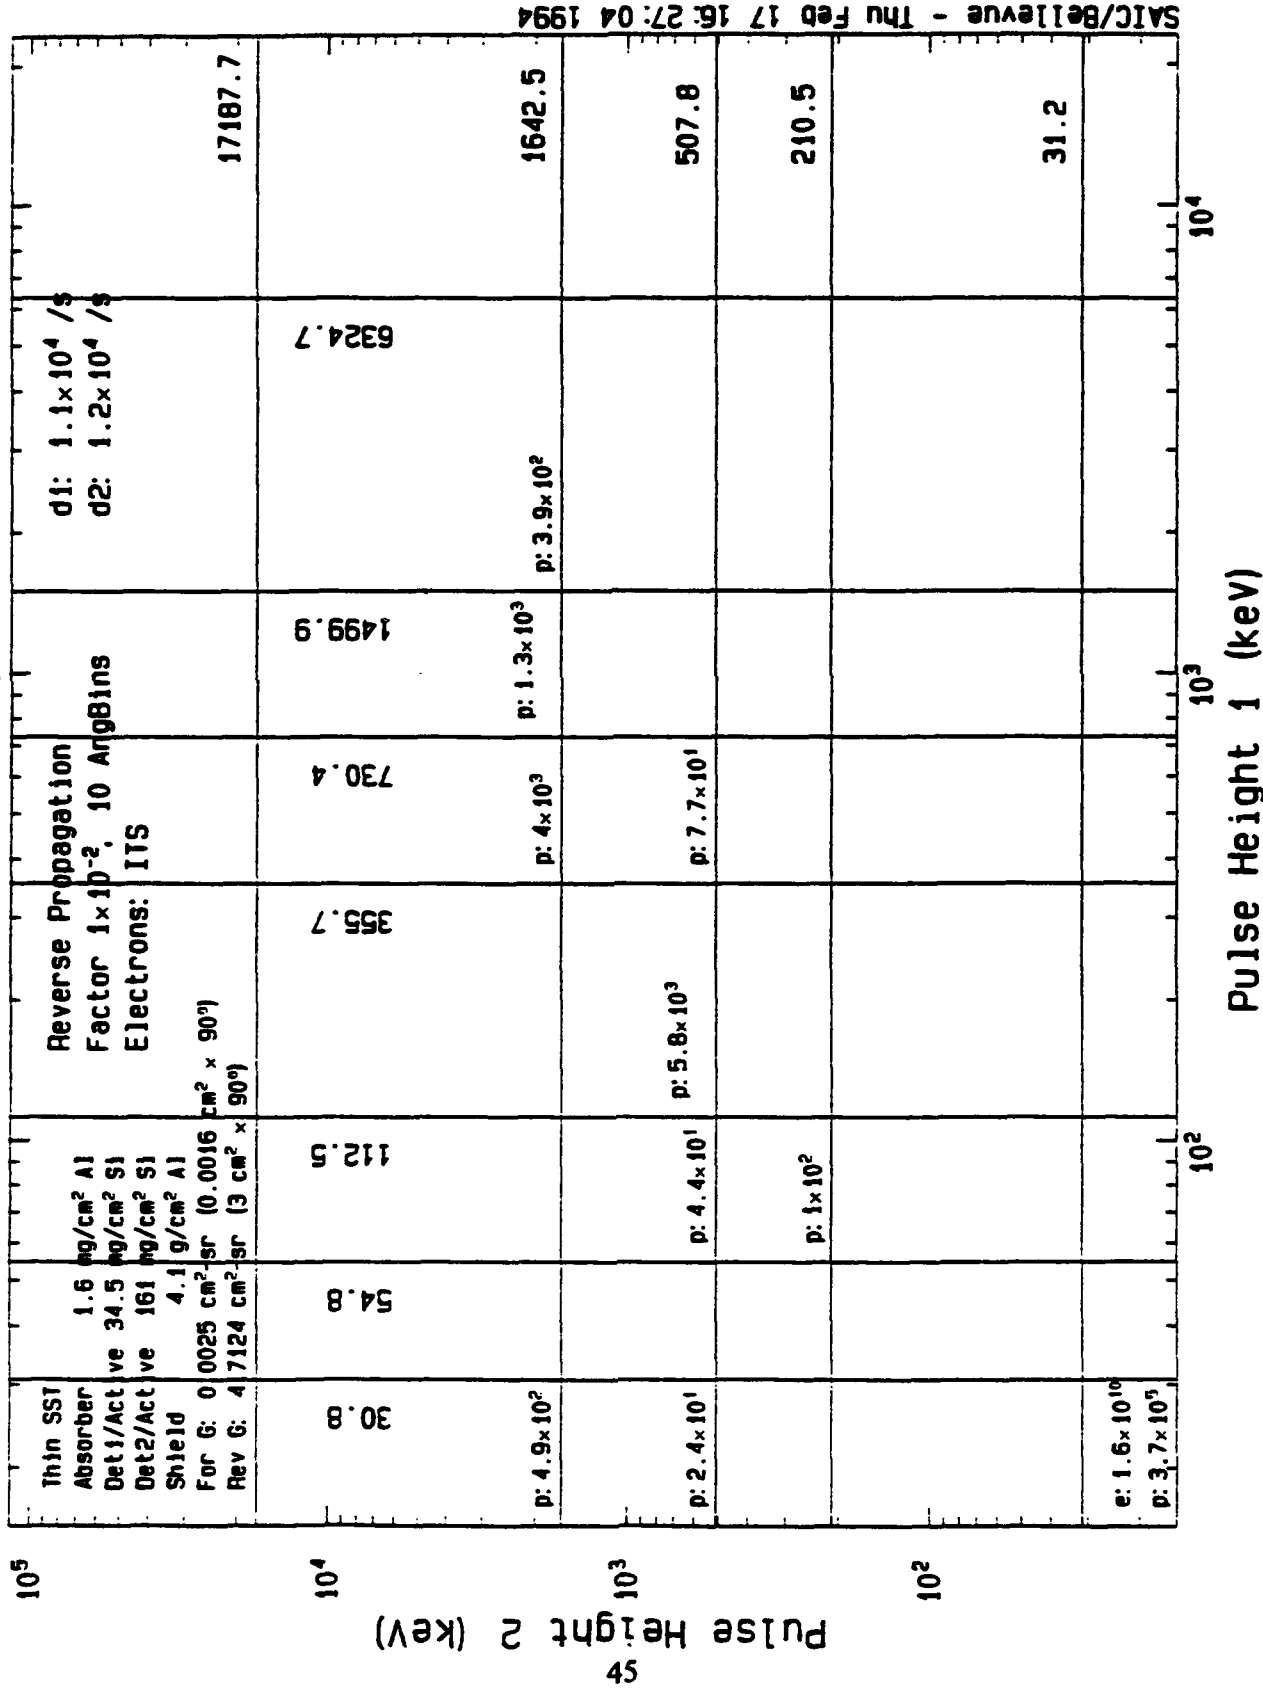 SAIC/Bellevue - Thu Feb 17 16:27:04 1994
Thin SST
Absorber 1.6 mg/cm² Al
Det1/Active 34.5 mg/cm² Si
Det2/Active 161 mg/cm² Si
Shield 4.1 g/cm² Al
For G: 0.0025 cm²-sr (0.0016 cm² × 90°)
Rev G: 4.7124 cm²-sr (3 cm² × 90°)
Reverse Propagation
Factor 1×10⁻², 10 AngBins
Electrons: ITS
d1: 1.1×10⁴ /s
d2: 1.2×10⁴ /s
17187.7
30.8
54.8
112.5
355.7
730.4
1499.9
6324.7
p: 4.9×10²
p: 4×10³
p: 1.3×10³
p: 3.9×10²
1642.5
p: 2.4×10¹
p: 4.4×10¹
p: 5.8×10³
p: 7.7×10¹
507.8
p: 1×10²
210.5
31.2
e: 1.6×10¹⁰
p: 3.7×10⁵
10⁵
10⁴
10³
10²
Pulse Height 2 (keV)
10²
10³
10⁴
Pulse Height 1 (keV)
45